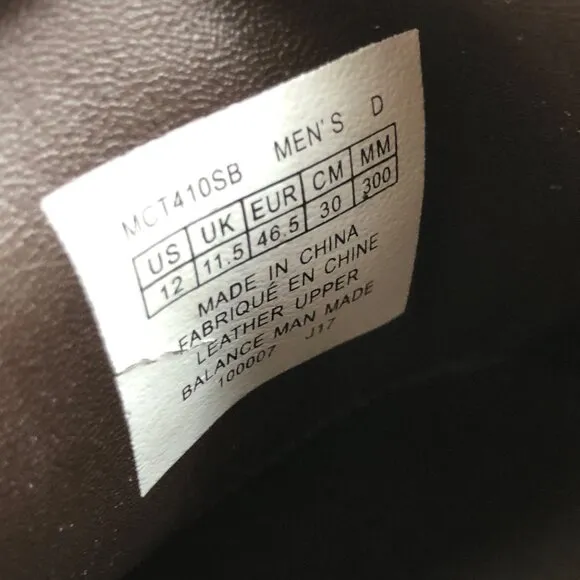 MCT410SB MEN'S D
US UK EUR CM MM
12 11.5 46.5 30 300
MADE IN CHINA
FABRIQUÉ EN CHINE
LEATHER UPPER
BALANCE MAN MADE
100007 J17